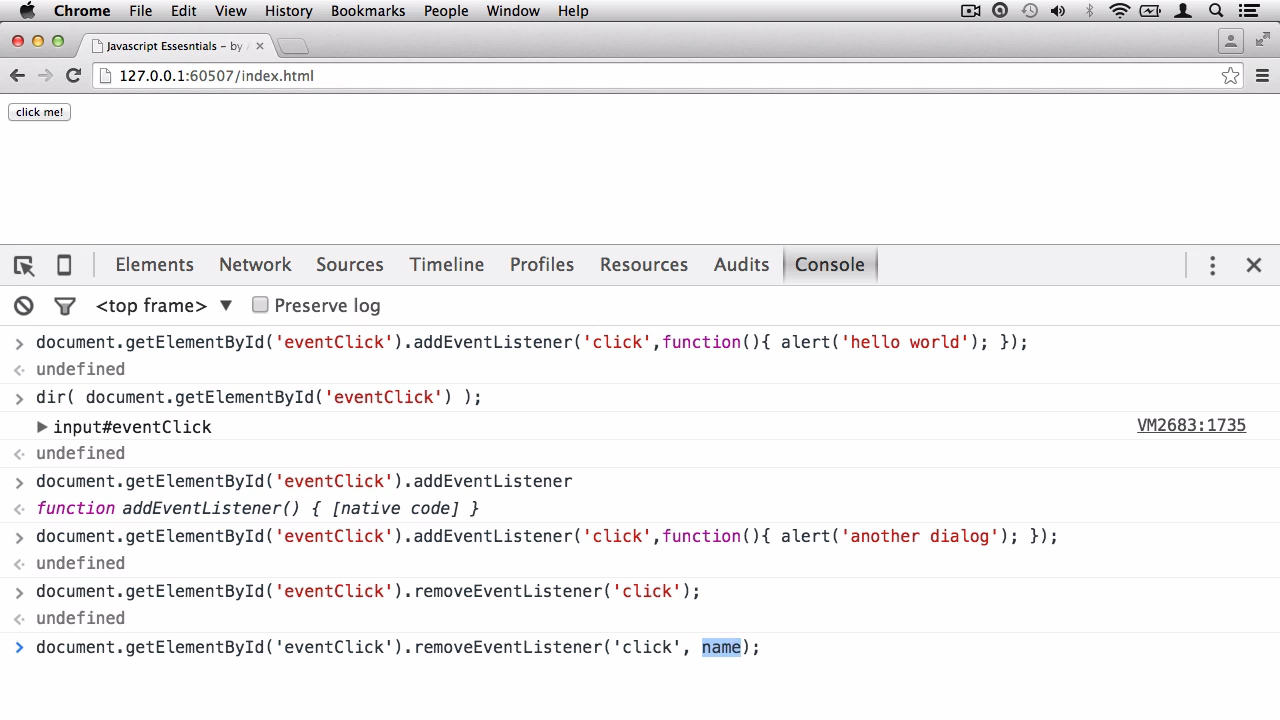 Chrome File Edit View History Bookmarks People Window Help
Javascript Essesntials – by
127.0.0.1:60507/index.html
click me!
Elements Network Sources Timeline Profiles Resources Audits Console
<top frame> ▼ Preserve log
> document.getElementById('eventClick').addEventListener('click',function(){ alert('hello world'); });
undefined
> dir( document.getElementById('eventClick') );
input#eventClick VM2683:1735
undefined
> document.getElementById('eventClick').addEventListener
function addEventListener() { [native code] }
> document.getElementById('eventClick').addEventListener('click',function(){ alert('another dialog'); });
undefined
> document.getElementById('eventClick').removeEventListener('click');
undefined
> document.getElementById('eventClick').removeEventListener('click', name);